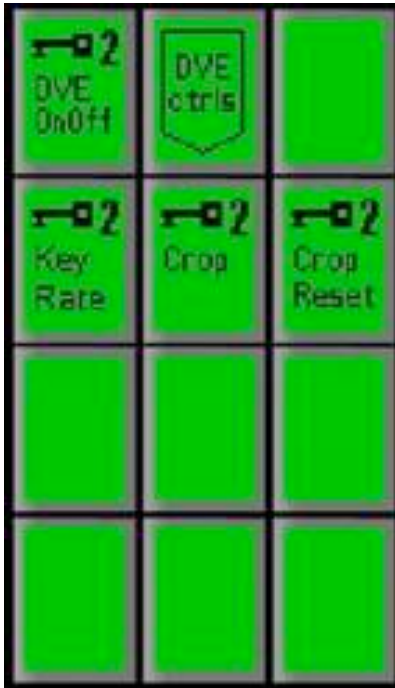 2
DVE
OnOff
DVE
ctrls
2
Key
Rate
2
Crop
2
Crop
Reset